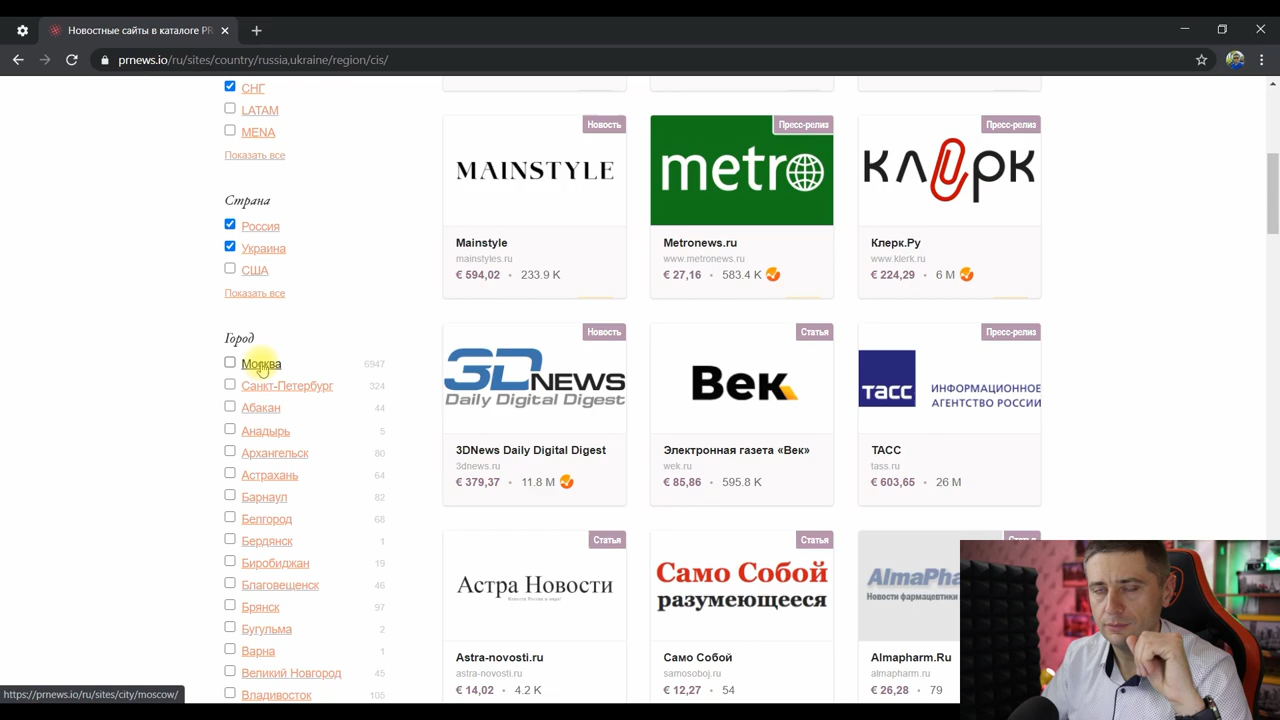 Новостные сайты в каталоге PR
prnews.io/ru/sites/country/russia,ukraine/region/cis/
СНГ
LATAM
MENA
Показать все
Страна
Россия
Украина
США
Показать все
Город
Москва 6947
Санкт-Петербург 324
Абакан 44
Анадырь 5
Архангельск 80
Астрахань 64
Барнаул 82
Белгород 68
Бердянск 1
Биробиджан 19
Благовещенск 46
Брянск 97
Бугульма 2
Варна 1
Великий Новгород 45
Владивосток 105
Новость
MAINSTYLE
Mainstyle
mainstyles.ru
€ 594,02 • 233.9 K
Пресс-релиз
metro
Metronews.ru
www.metronews.ru
€ 27,16 • 583.4 K
Пресс-релиз
клерк
Клерк.Ру
www.klerk.ru
€ 224,29 • 6 M
Новость
3DNEWS
Daily Digital Digest
3DNews Daily Digital Digest
3dnews.ru
€ 379,37 • 11.8 M
Статья
Век
Электронная газета «Век»
wek.ru
€ 85,86 • 595.8 K
Пресс-релиз
ТАСС
ИНФОРМАЦИОННОЕ
АГЕНТСТВО РОССИИ
ТАСС
tass.ru
€ 603,65 • 26 M
Статья
Астра Новости
Astra-novosti.ru
astra-novosti.ru
€ 14,02 • 4.2 K
Статья
Само Собой
разумеющееся
Само Собой
samosoboj.ru
€ 12,27 • 54
AlmaPha
Новости фармацевтики
Almapharm.Ru
almapharm.ru
€ 26,28 • 79
https://prnews.io/ru/sites/city/moscow/